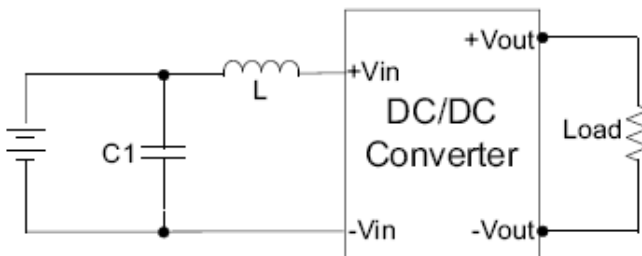 +Vout
+Vin
L
DC/DC
Converter
Load
C1
-Vin
-Vout